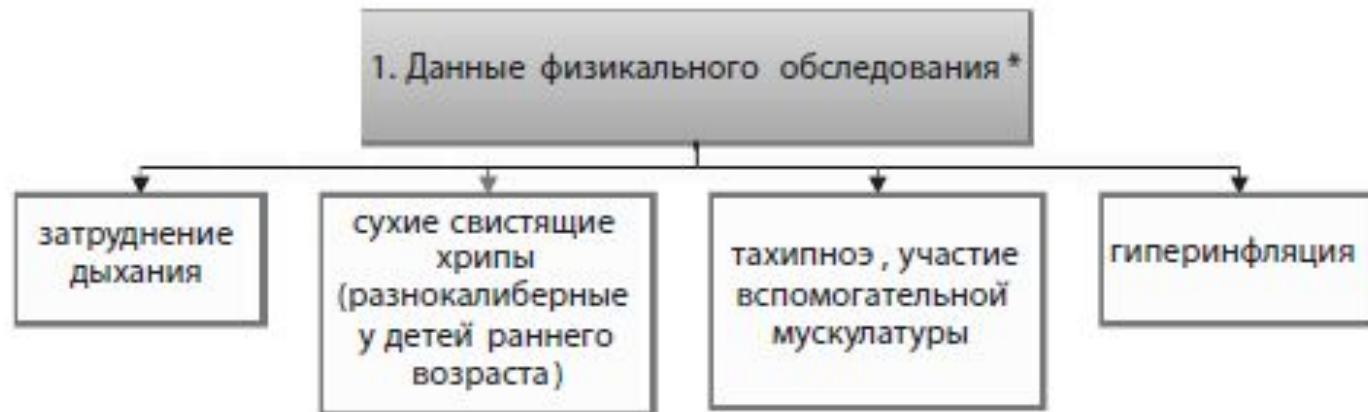 1. Данные физикального обследования *
затруднение
дыхания
сухие свистящие
хрипы
(разнокалиберные
у детей раннего
возраста)
тахипноэ , участие
вспомогательной
мускулатуры
гиперинфляция